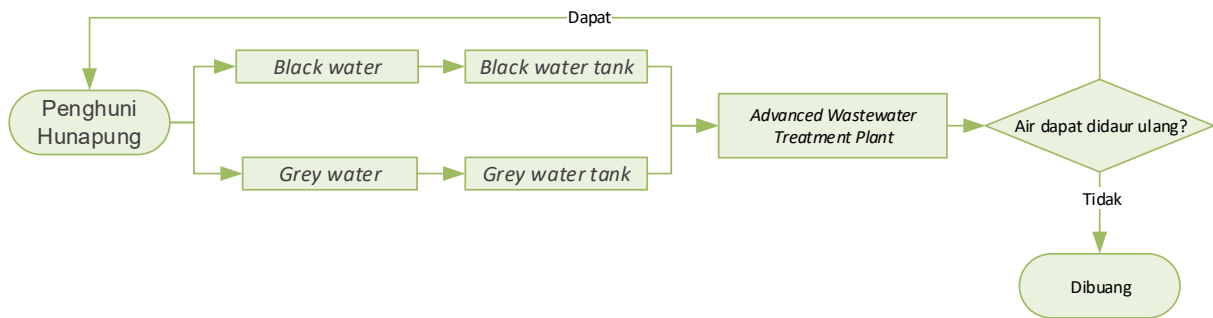 Dapat
Penghuni
Hunapung
Black water
Black water tank
Grey water
Grey water tank
Advanced Wastewater
Treatment Plant
Air dapat didaur ulang?
Tidak
Dibuang